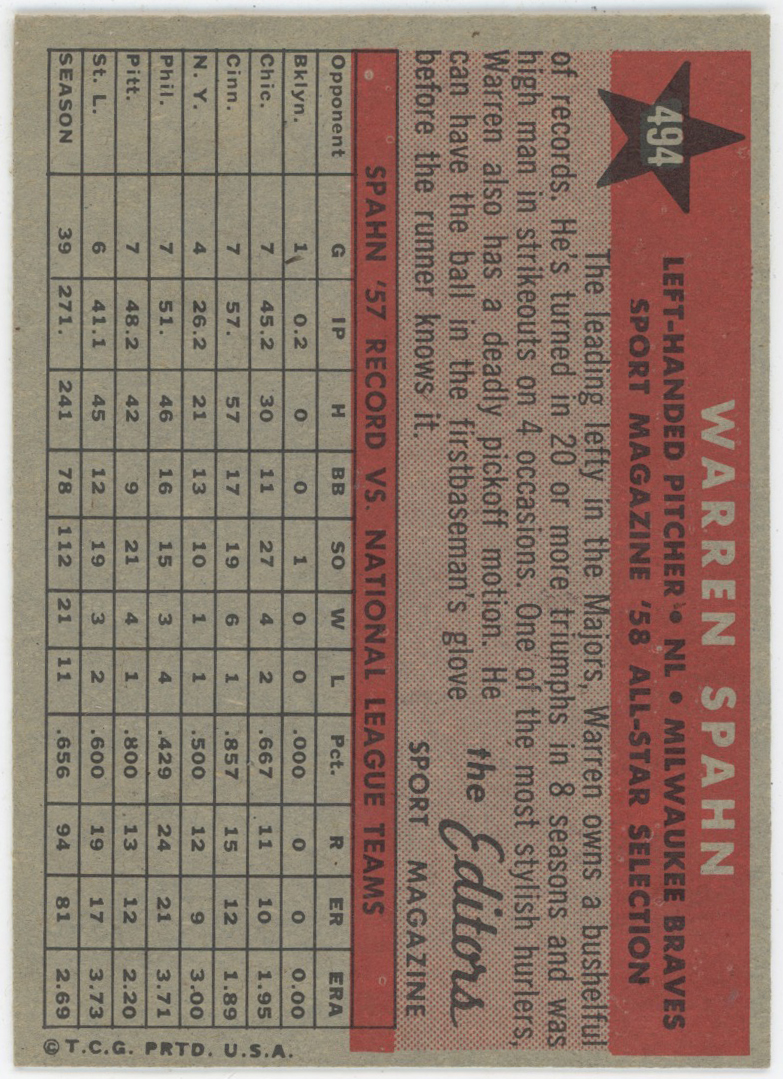 494
WARREN SPAHN
LEFT-HANDED PITCHER • NL • MILWAUKEE BRAVES
SPORT MAGAZINE '58 ALL-STAR SELECTION
The leading lefty in the Majors, Warren owns a bushelful
of records. He's turned in 20 or more triumphs in 8 seasons and was
high man in strikeouts on 4 occasions. One of the most stylish hurlers,
Warren also has a deadly pickoff motion. He
can have the ball in the firstbaseman's glove
before the runner knows it.
the Editors
SPORT MAGAZINE
SPAHN '57 RECORD VS. NATIONAL LEAGUE TEAMS
Opponent G IP H BB SO W L Pct. R ER ERA
Bklyn. 1 0.2 0 0 1 0 0 .000 0 0 0.00
Chic. 7 45.2 30 11 27 4 2 .667 11 10 1.95
Cinn. 7 57. 57 17 19 6 1 .857 15 12 1.89
N. Y. 4 26.2 21 13 10 1 1 .500 12 9 3.00
Phil. 7 51. 46 16 15 3 4 .429 24 21 3.71
Pitt. 7 48.2 42 9 21 4 1 .800 13 12 2.20
St. L. 6 41.1 45 12 19 3 2 .600 19 17 3.73
SEASON 39 271. 241 78 112 21 11 .656 94 81 2.69
© T.C.G. PRTD. U.S.A.